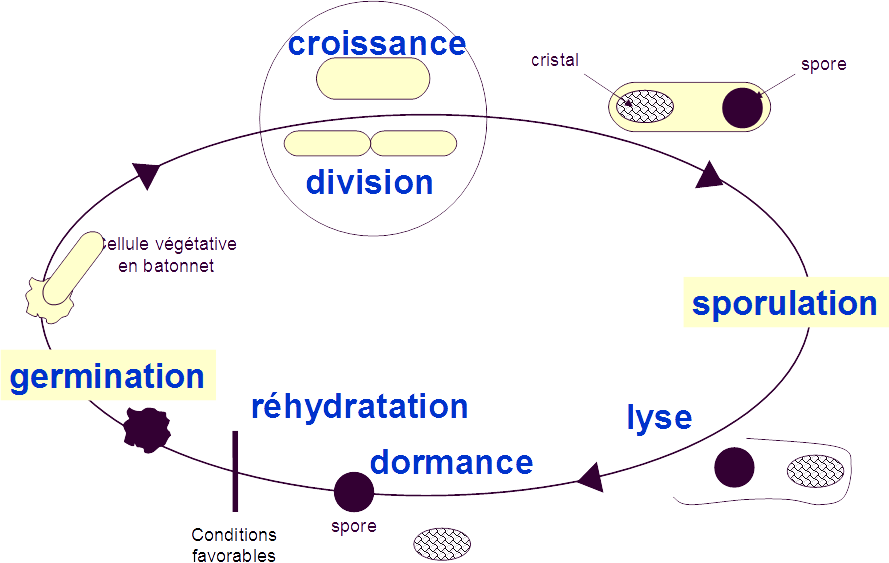 croissance
cristal
spore
division
ellule végétative
en batonnet
sporulation
germination
réhydratation
lyse
dormance
spore
Conditions
favorables